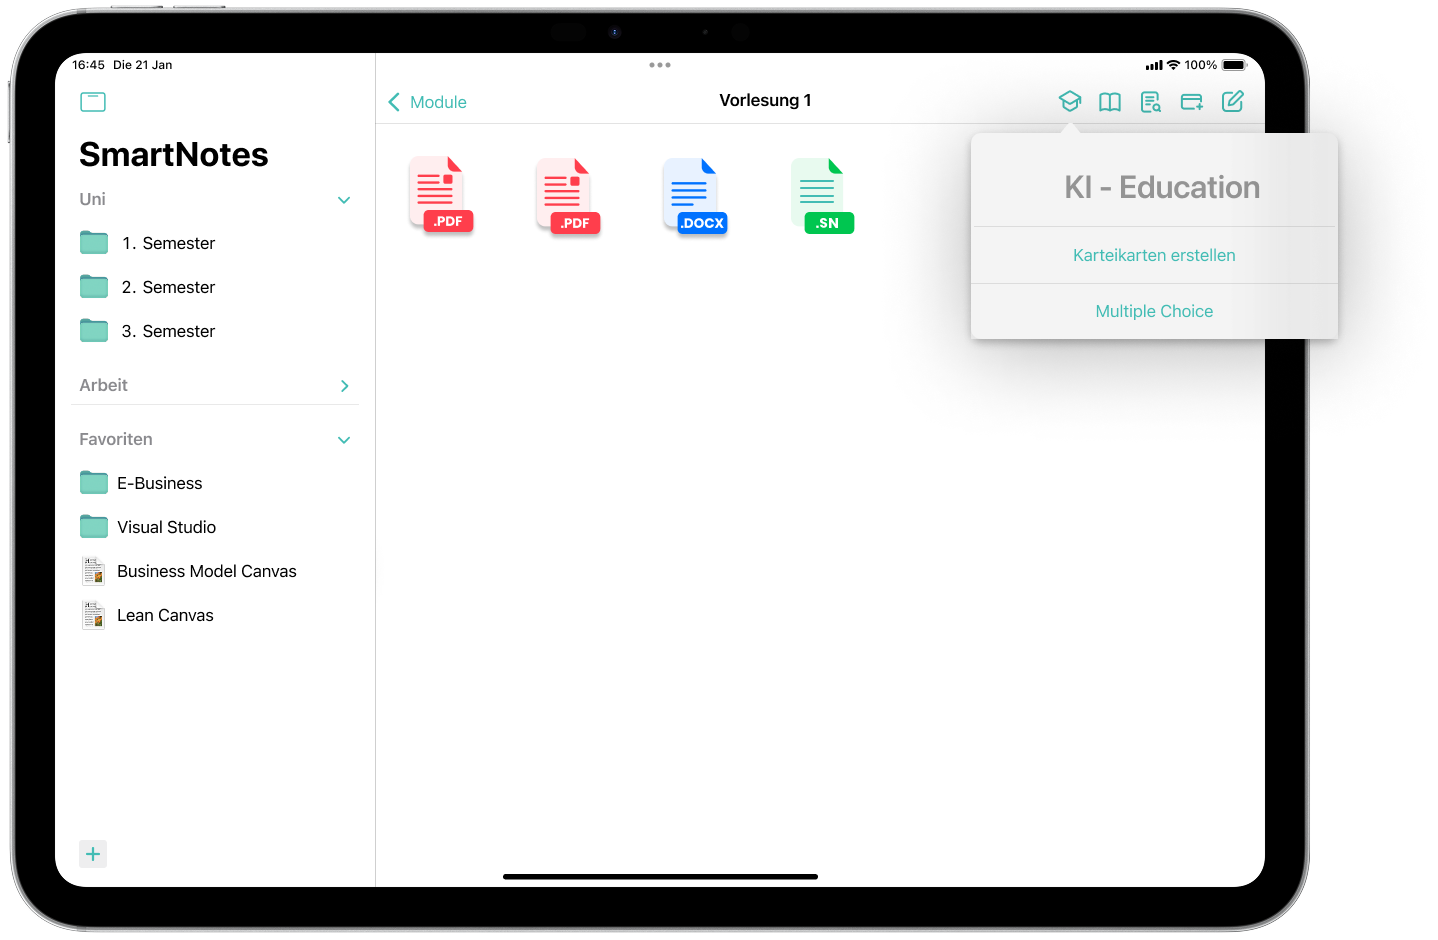 16:45 Die 21 Jan
100%
SmartNotes
Uni
1. Semester
2. Semester
3. Semester
Arbeit
Favoriten
E-Business
Visual Studio
Business Model Canvas
Lean Canvas
Module
Vorlesung 1
.PDF
.PDF
.DOCX
.SN
KI - Education
Karteikarten erstellen
Multiple Choice